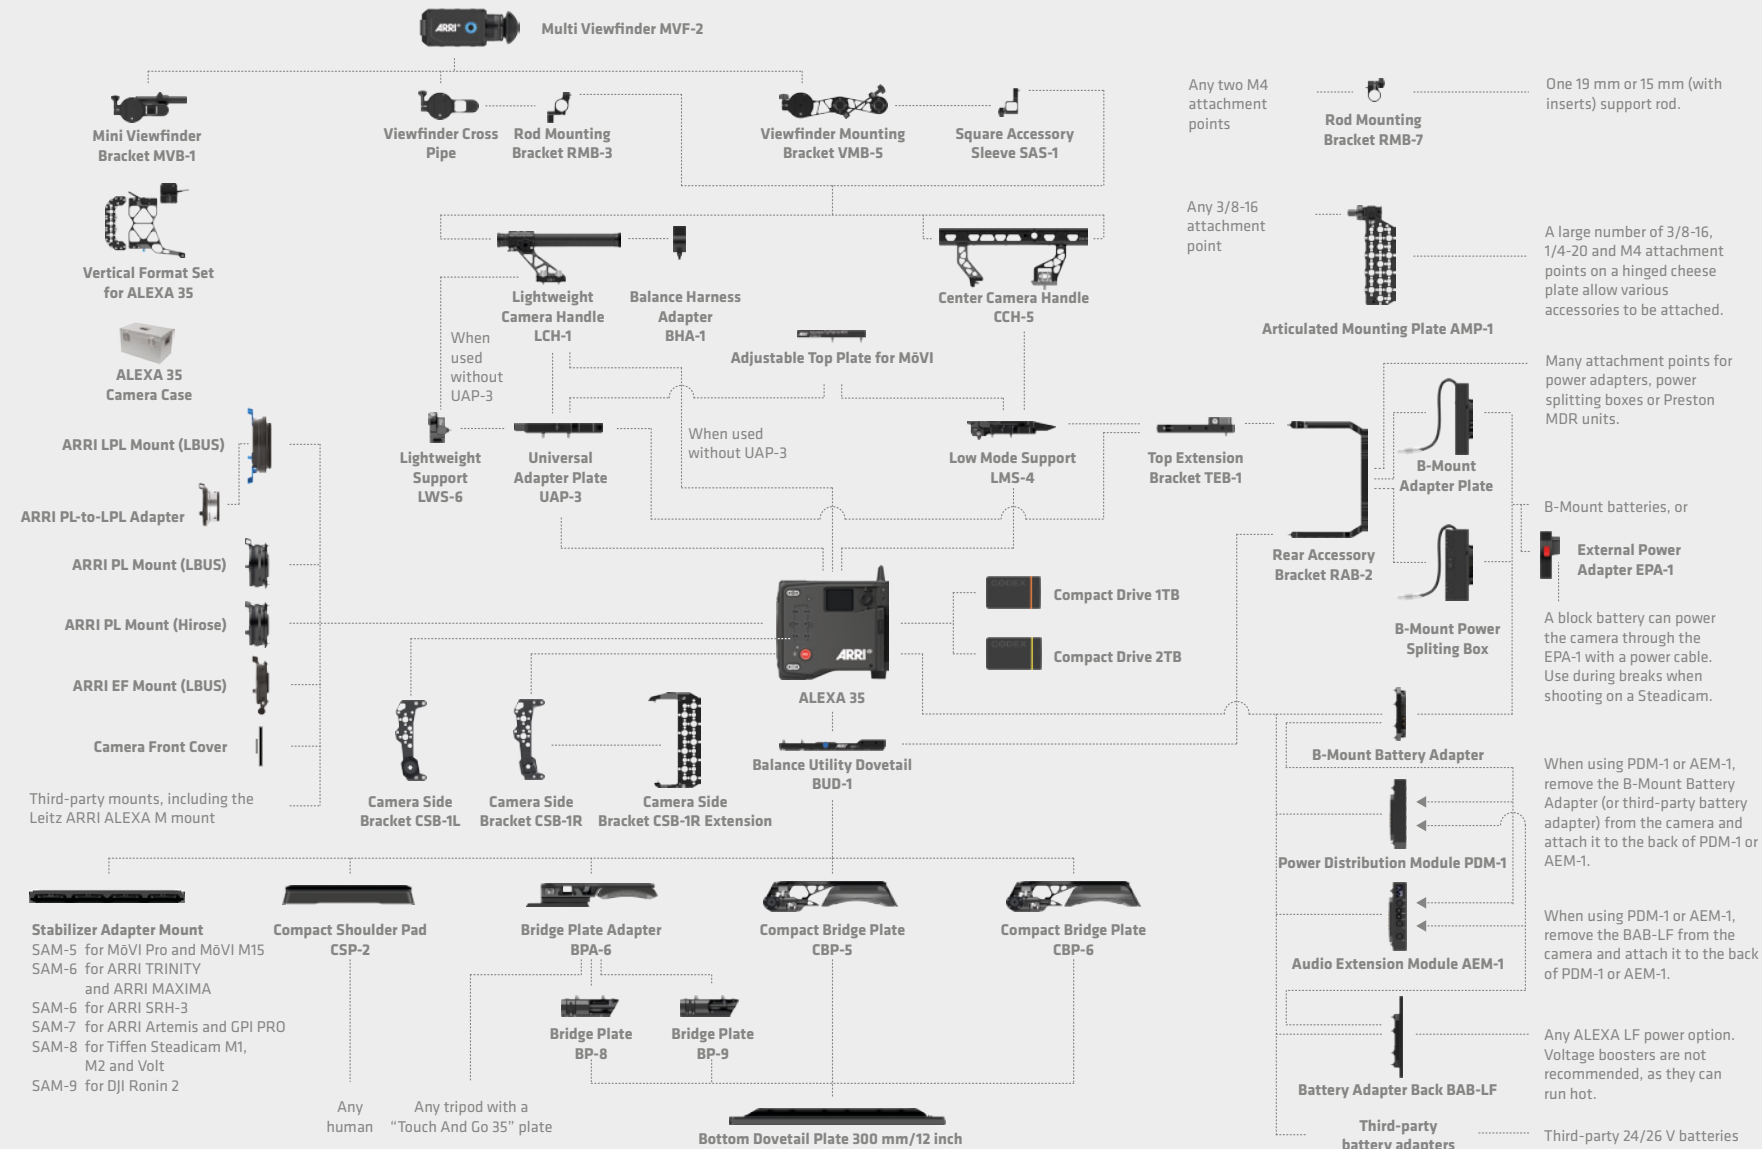 ARRI
Multi Viewfinder MVF-2
Mini Viewfinder
Bracket MVB-1
Viewfinder Cross
Pipe
Rod Mounting
Bracket RMB-3
Viewfinder Mounting
Bracket VMB-5
Square Accessory
Sleeve SAS-1
Any two M4
attachment
points
Rod Mounting
Bracket RMB-7
One 19 mm or 15 mm (with
inserts) support rod.
Vertical Format Set
for ALEXA 35
Lightweight
Camera Handle
LCH-1
Balance Harness
Adapter
BHA-1
Center Camera Handle
CCH-5
Any 3/8-16
attachment
point
Articulated Mounting Plate AMP-1
A large number of 3/8-16,
1/4-20 and M4 attachment
points on a hinged cheese
plate allow various
accessories to be attached.
ALEXA 35
Camera Case
When
used
without
UAP-3
Adjustable Top Plate for MōVI
Many attachment points for
power adapters, power
splitting boxes or Preston
MDR units.
ARRI LPL Mount (LBUS)
ARRI PL-to-LPL Adapter
ARRI PL Mount (LBUS)
ARRI PL Mount (Hirose)
ARRI EF Mount (LBUS)
Camera Front Cover
Third-party mounts, including the
Leitz ARRI ALEXA M mount
Lightweight
Support
LWS-6
Universal
Adapter Plate
UAP-3
When used
without UAP-3
Low Mode Support
LMS-4
Top Extension
Bracket TEB-1
Rear Accessory
Bracket RAB-2
B-Mount
Adapter Plate
B-Mount batteries, or
External Power
Adapter EPA-1
B-Mount Power
Spliting Box
A block battery can power
the camera through the
EPA-1 with a power cable.
Use during breaks when
shooting on a Steadicam.
ARRI
ALEXA 35
CODEX
Compact Drive 1TB
CODEX
Compact Drive 2TB
Camera Side
Bracket CSB-1L
Camera Side
Bracket CSB-1R
Camera Side
Bracket CSB-1R Extension
ARRI
Balance Utility Dovetail
BUD-1
B-Mount Battery Adapter
When using PDM-1 or AEM-1,
remove the B-Mount Battery
Adapter (or third-party battery
adapter) from the camera and
attach it to the back of PDM-1 or
AEM-1.
Power Distribution Module PDM-1
Audio Extension Module AEM-1
When using PDM-1 or AEM-1,
remove the BAB-LF from the
camera and attach it to the back
of PDM-1 or AEM-1.
Battery Adapter Back BAB-LF
Any ALEXA LF power option.
Voltage boosters are not
recommended, as they can
run hot.
Third-party
battery adapters
Third-party 24/26 V batteries
Stabilizer Adapter Mount
SAM-5 for MōVI Pro and MōVI M15
SAM-6 for ARRI TRINITY
and ARRI MAXIMA
SAM-6 for ARRI SRH-3
SAM-7 for ARRI Artemis and GPI PRO
SAM-8 for Tiffen Steadicam M1,
M2 and Volt
SAM-9 for DJI Ronin 2
Compact Shoulder Pad
CSP-2
Bridge Plate Adapter
BPA-6
Compact Bridge Plate
CBP-5
Compact Bridge Plate
CBP-6
Bridge Plate
BP-8
Bridge Plate
BP-9
Any
human
Any tripod with a
“Touch And Go 35” plate
Bottom Dovetail Plate 300 mm/12 inch